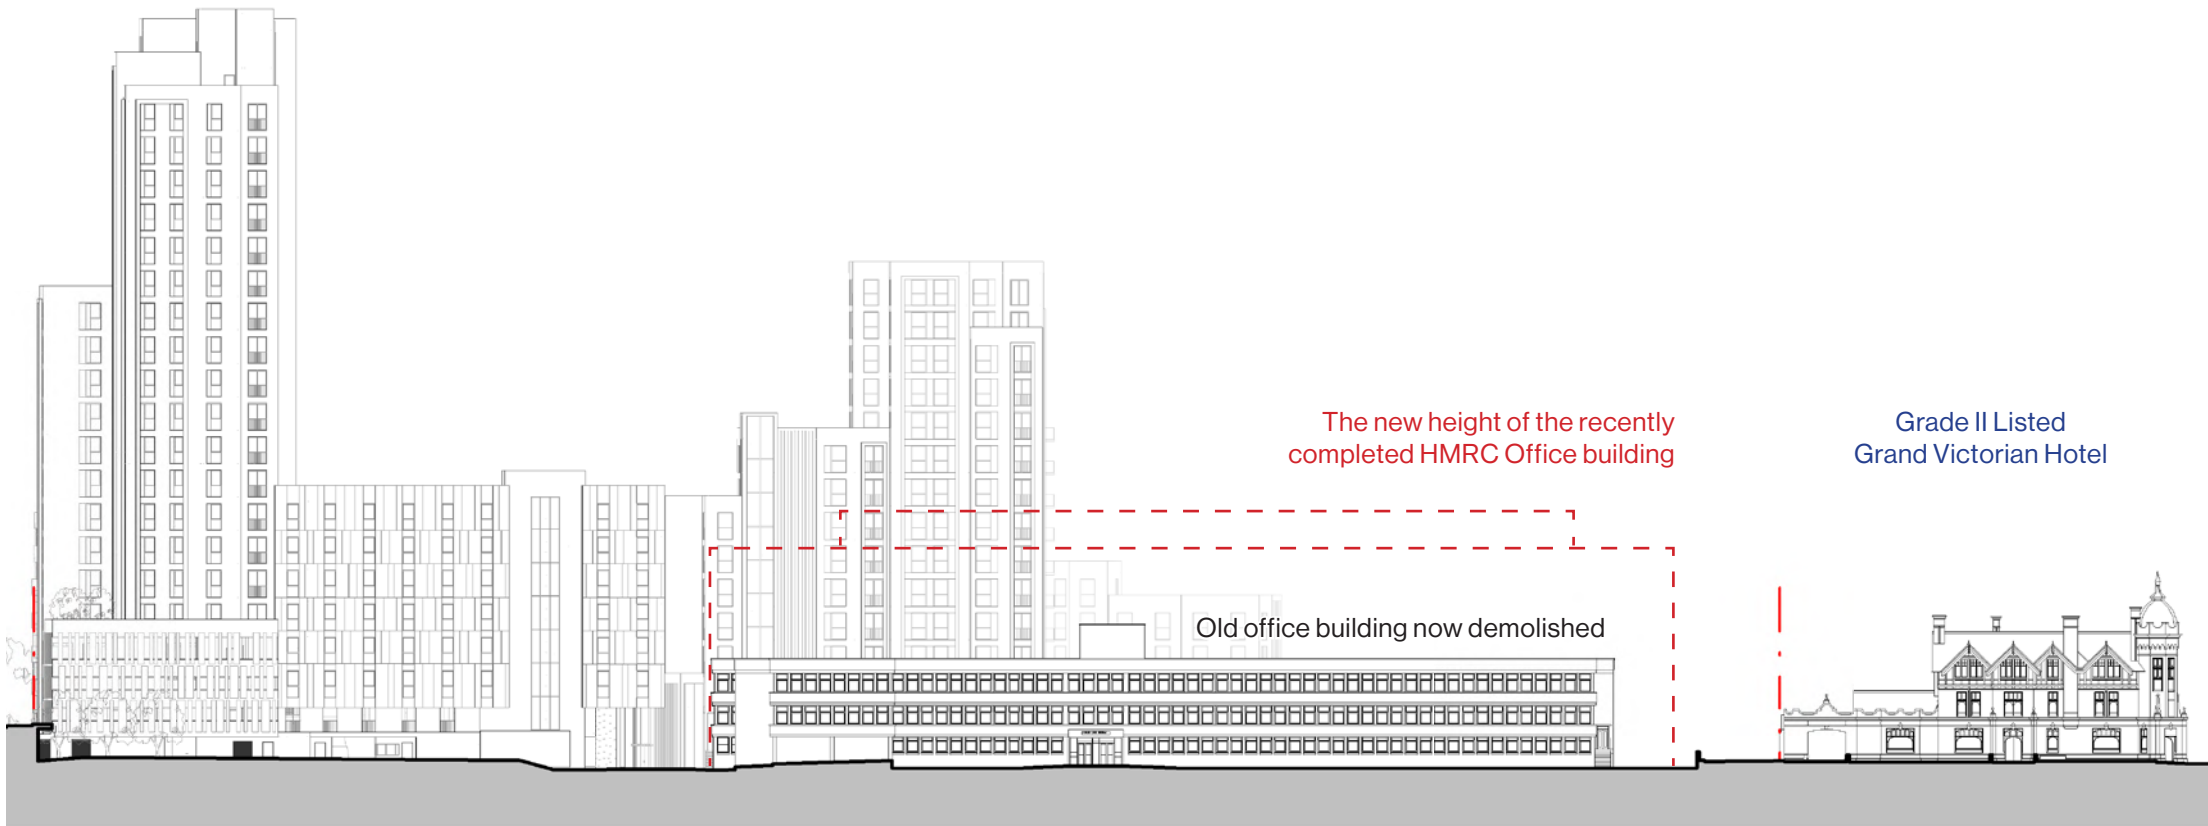 The new height of the recently
completed HMRC Office building
Grade II Listed
Grand Victorian Hotel
Old office building now demolished